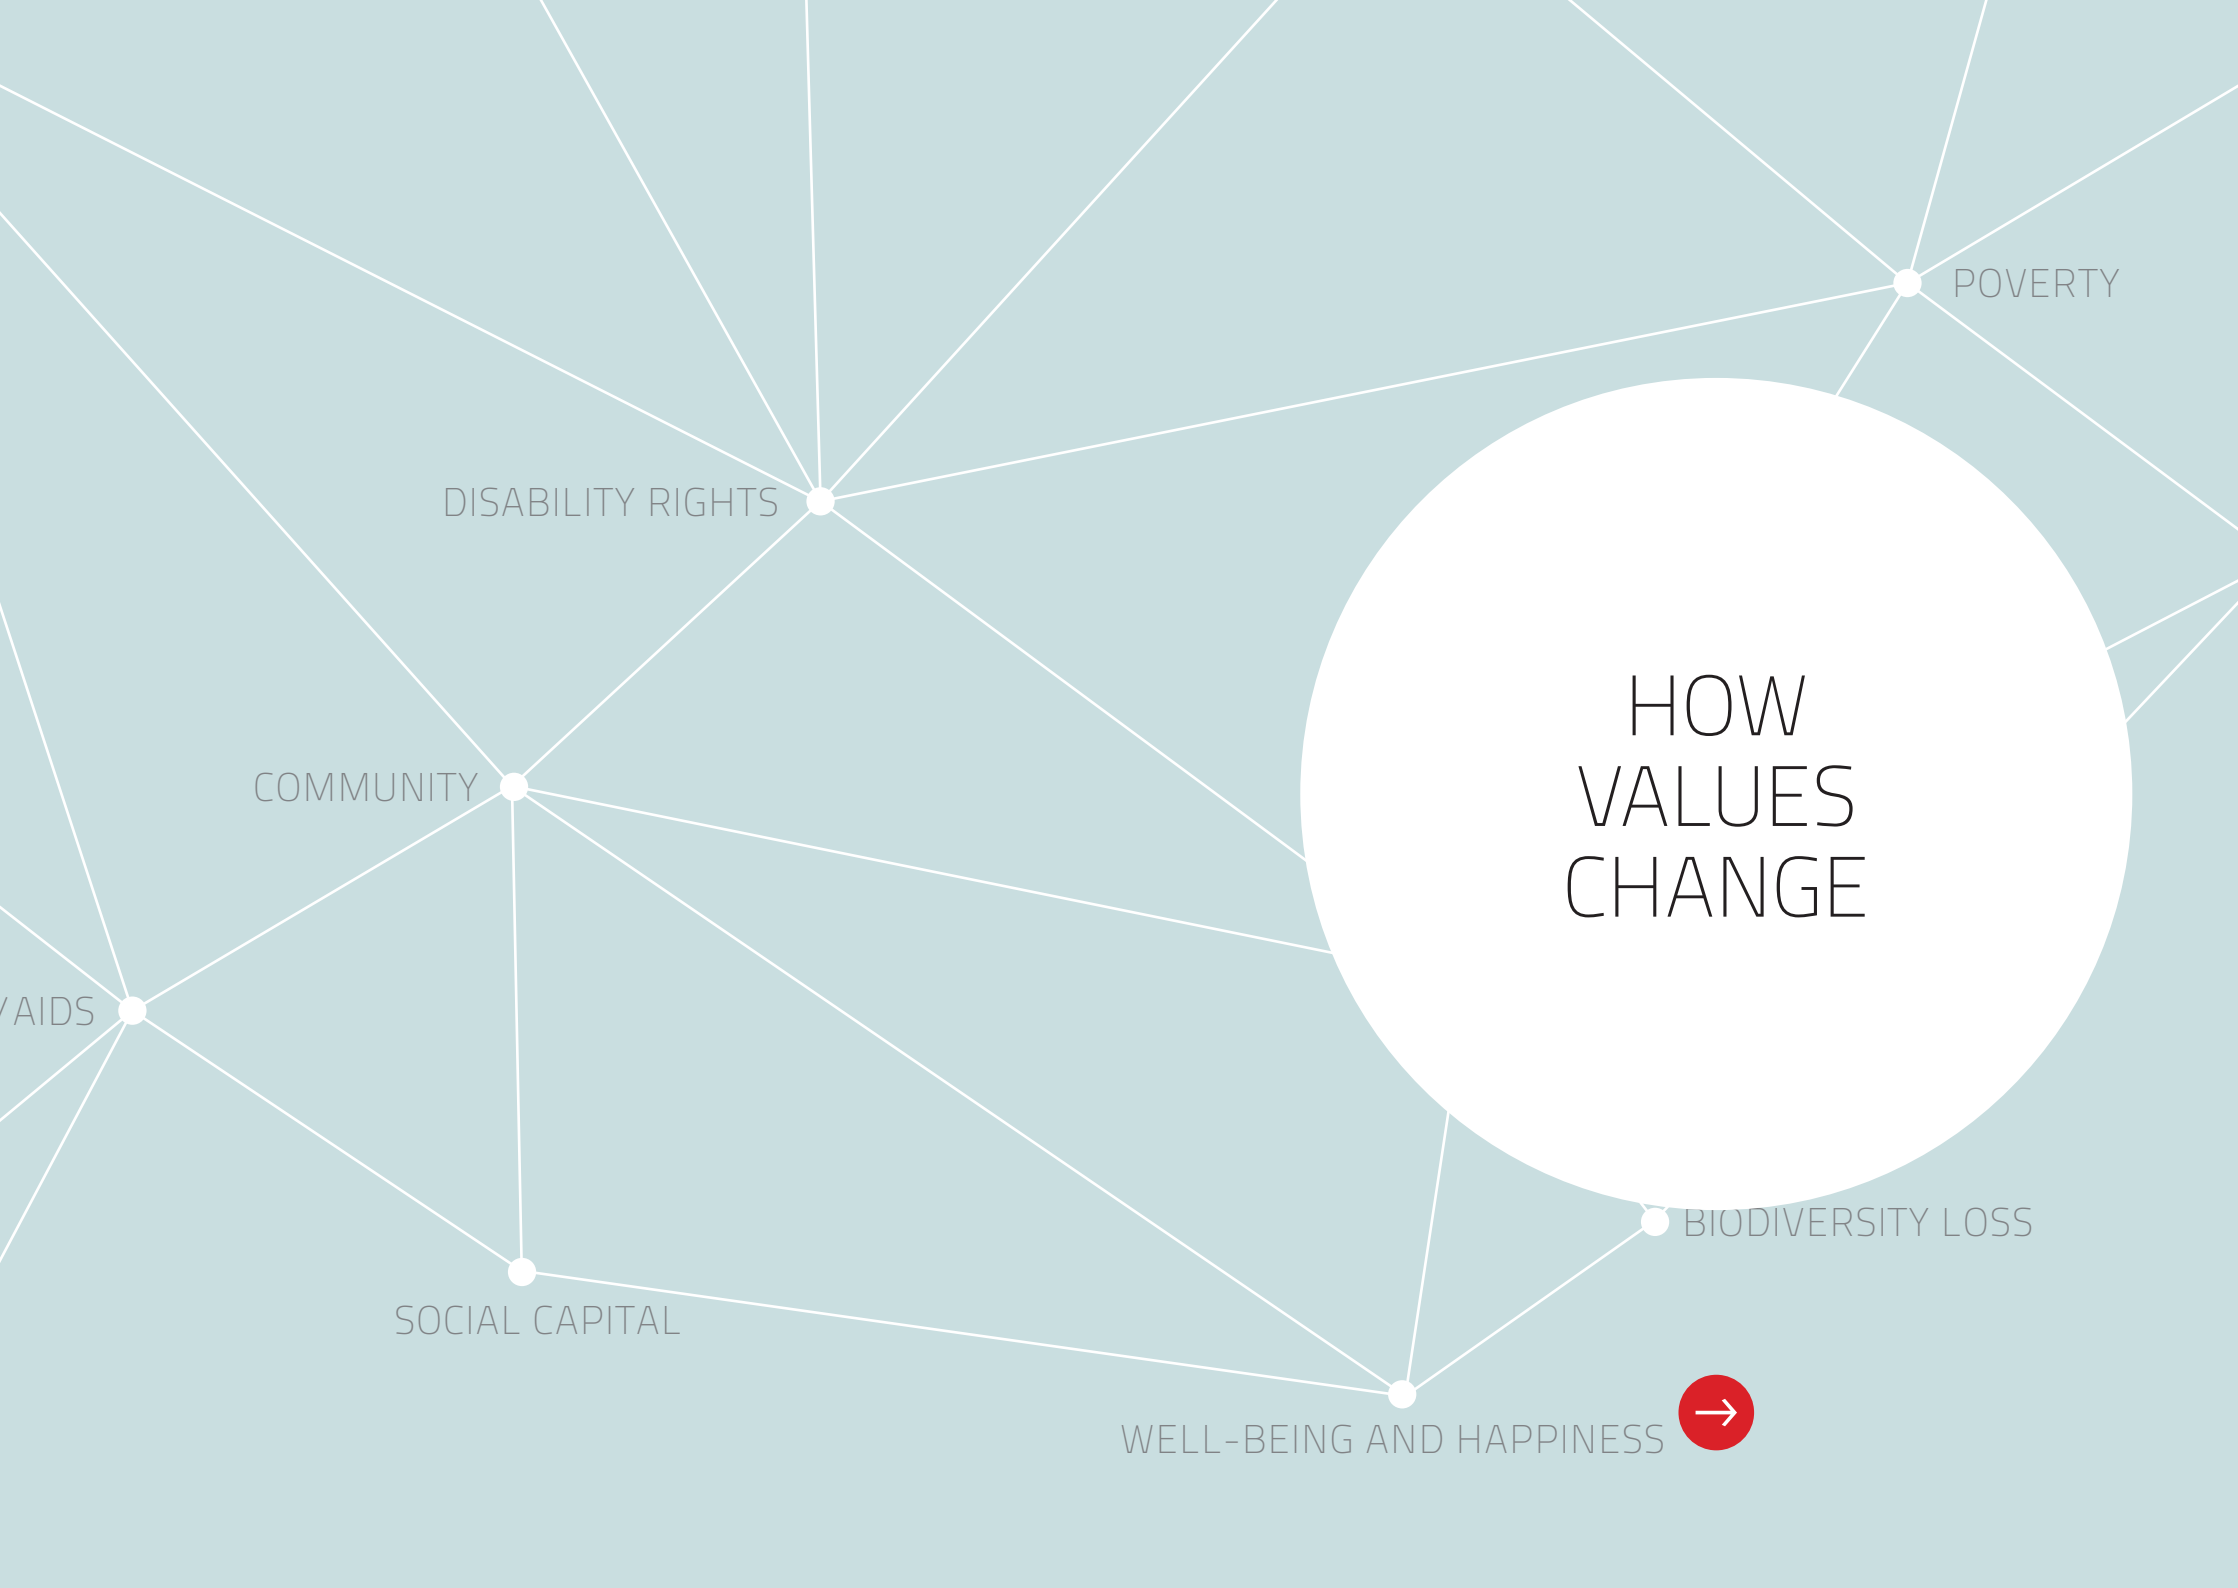 POVERTY
DISABILITY RIGHTS
HOW
VALUES
CHANGE
COMMUNITY
/AIDS
BIODIVERSITY LOSS
SOCIAL CAPITAL
WELL-BEING AND HAPPINESS